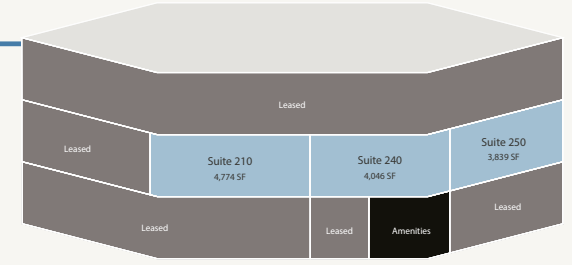 Leased
Leased
Suite 210
4,774 SF
Suite 240
4,046 SF
Suite 250
3,839 SF
Leased
Leased
Amenities
Leased